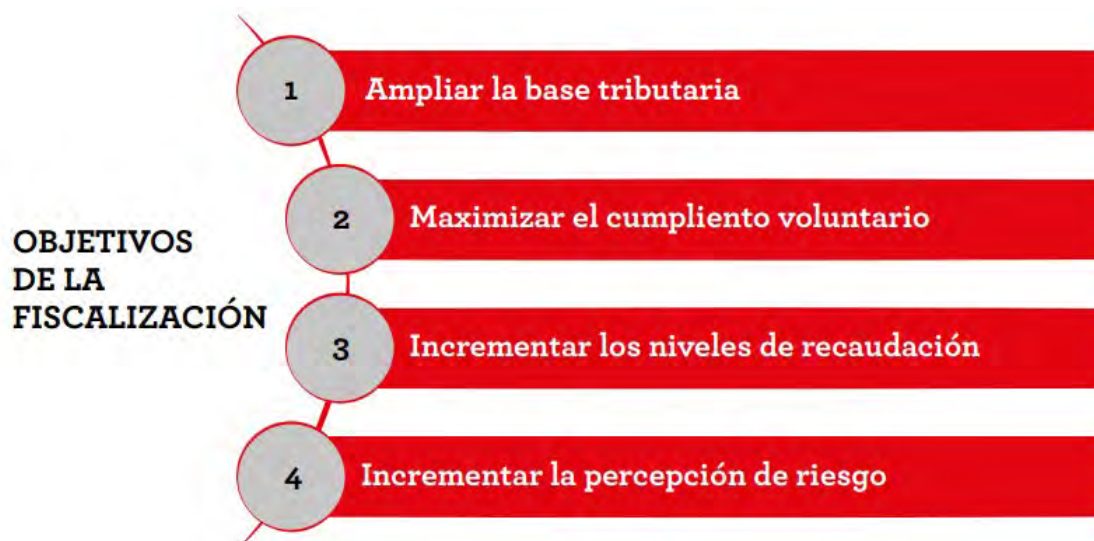 OBJETIVOS
DE LA
FISCALIZACIÓN
1
Ampliar la base tributaria
2
Maximizar el cumpliento voluntario
3
Incrementar los niveles de recaudación
4
Incrementar la percepción de riesgo